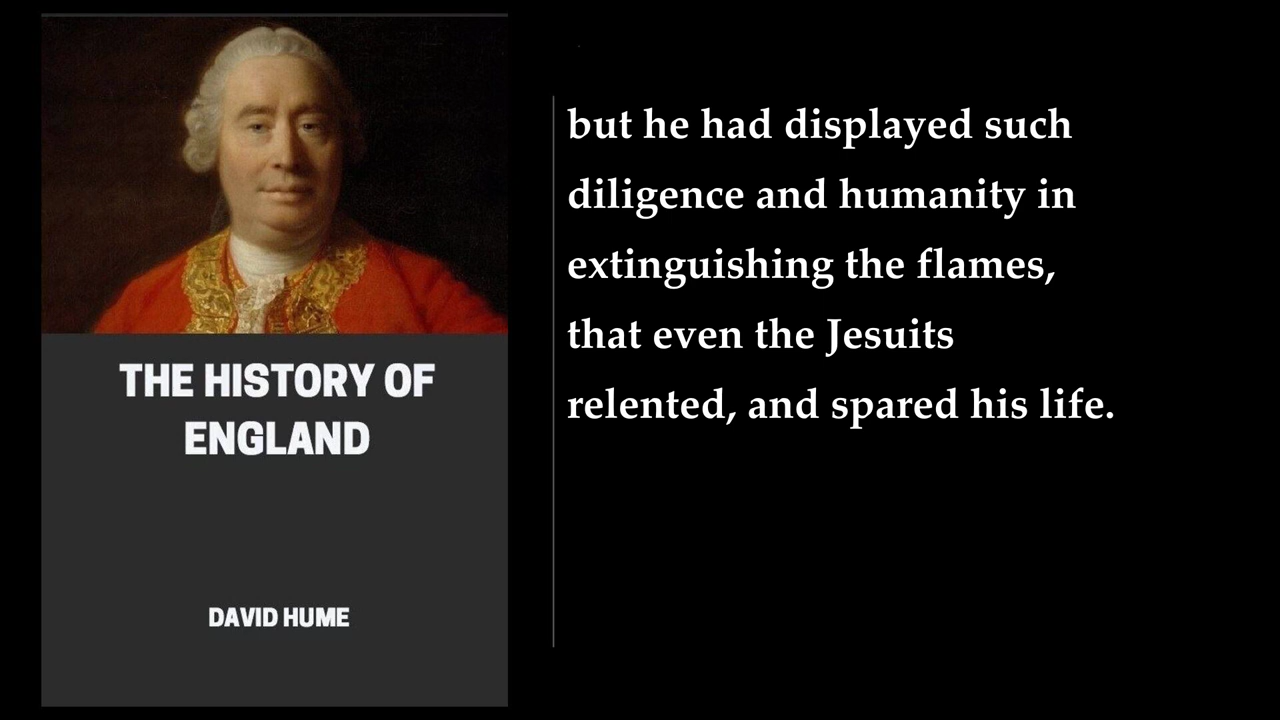 THE HISTORY OF
ENGLAND
DAVID HUME
but he had displayed such
diligence and humanity in
extinguishing the flames,
that even the Jesuits
relented, and spared his life.